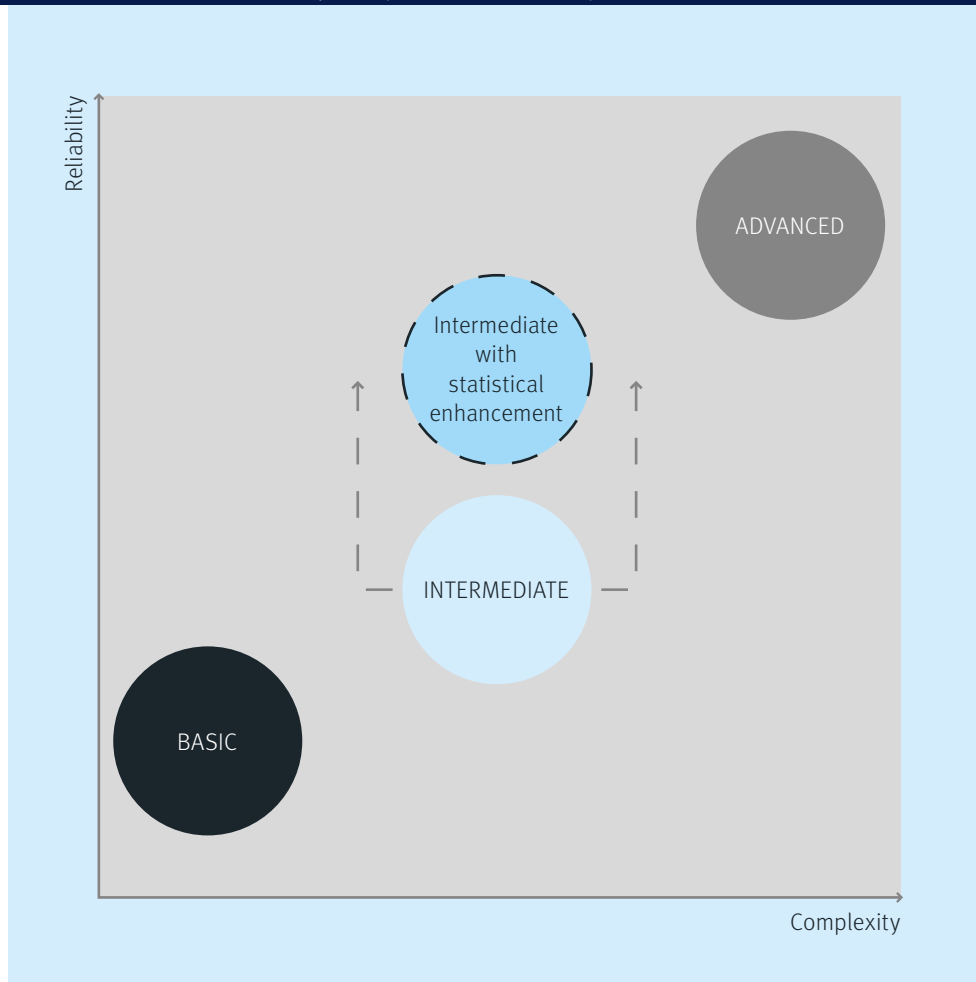 Reliability
ADVANCED
Intermediate
with
statistical
enhancement
INTERMEDIATE
BASIC
Complexity